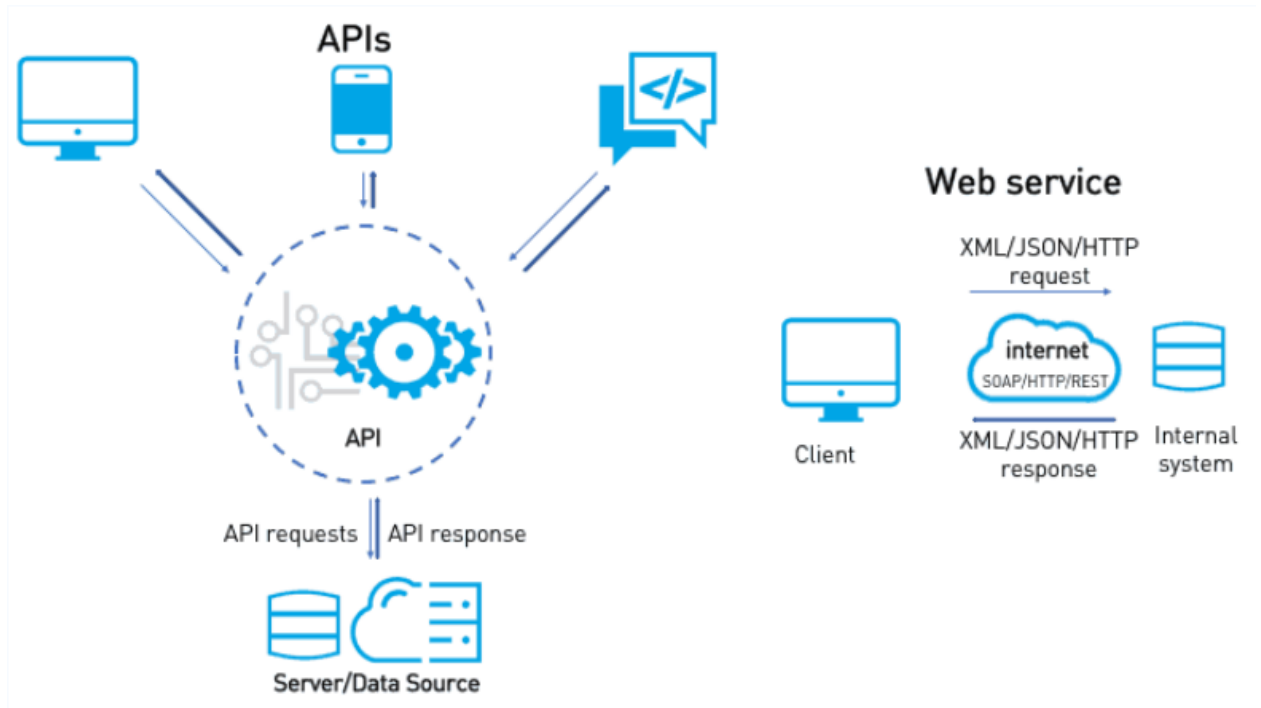 APIs
</>
API
API requests
API response
Server/Data Source
Web service
XML/JSON/HTTP
request
internet
SOAP/HTTP/REST
XML/JSON/HTTP
response
Client
Internal
system